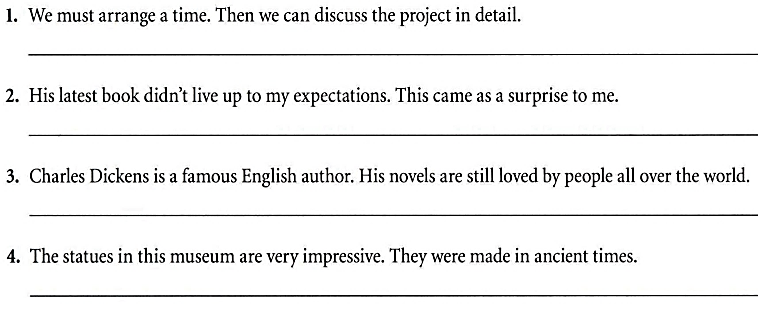 1. We must arrange a time. Then we can discuss the project in detail.
2. His latest book didn't live up to my expectations. This came as a surprise to me.
3. Charles Dickens is a famous English author. His novels are still loved by people all over the world.
4. The statues in this museum are very impressive. They were made in ancient times.